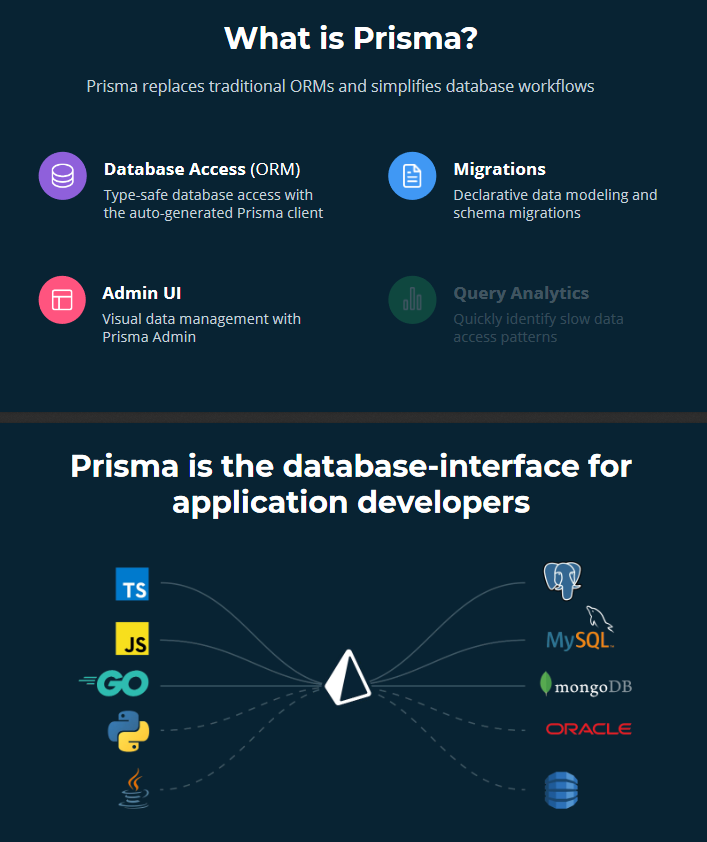 What is Prisma?
Prisma replaces traditional ORMs and simplifies database workflows
Database Access (ORM)
Type-safe database access with
the auto-generated Prisma client
Migrations
Declarative data modeling and
schema migrations
Admin UI
Visual data management with
Prisma Admin
Query Analytics
Quickly identify slow data
access patterns
Prisma is the database-interface for
application developers
TS
JS
GO
MySQL™
mongoDB
ORACLE